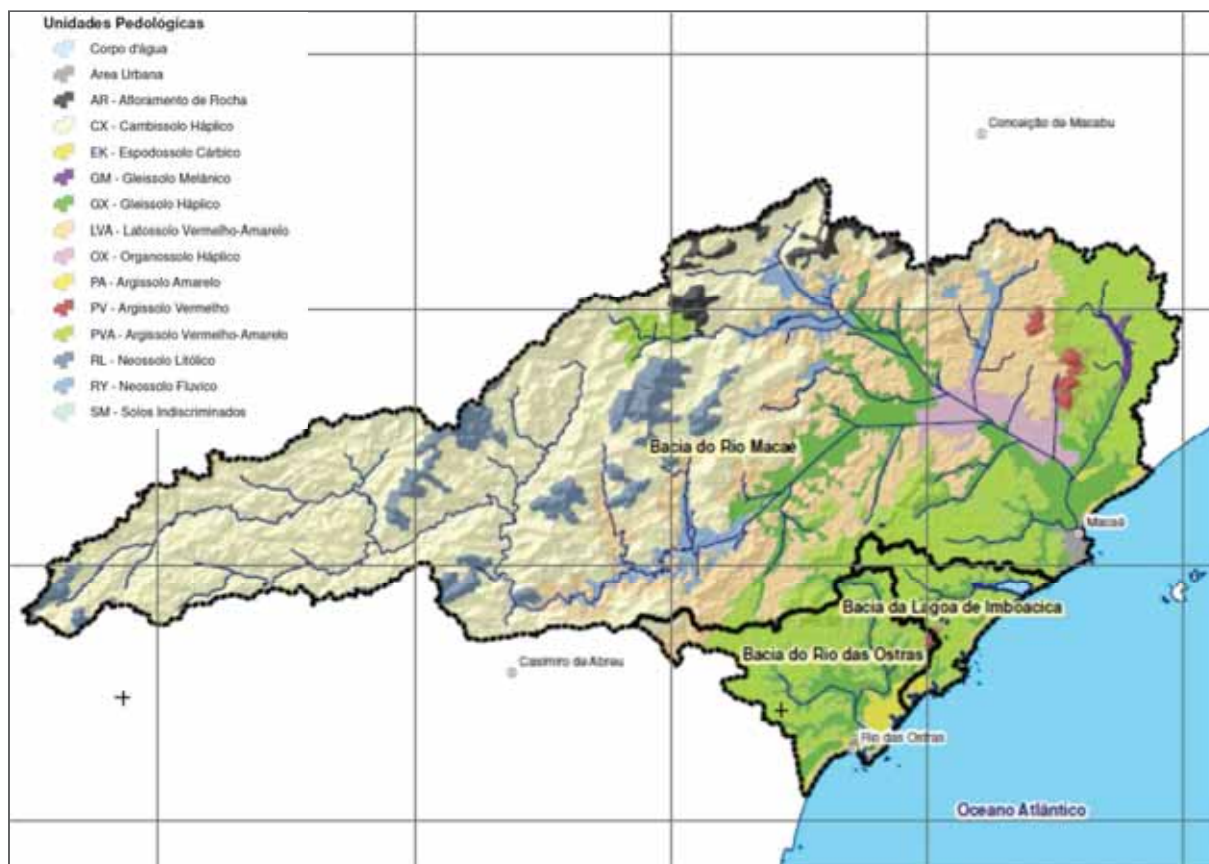 Unidades Pedológicas
Corpo d'água
Area Urbana
AR - Afloramento de Rocha
CX - Cambissolo Háplico
EK - Espodossolo Cárbico
GM - Gleissolo Melânico
GX - Gleissolo Háplico
LVA - Latossolo Vermelho-Amarelo
OX - Organossolo Háplico
PA - Argissolo Amarelo
PV - Argissolo Vermelho
PVA - Argissolo Vermelho-Amarelo
RL - Neossolo Litólico
RY - Neossolo Fluvico
SM - Solos Indiscriminados
Conceição de Macabu
Bacia do Rio Macaé
Macaé
Bacia da Lagoa de Imboacica
Bacia do Rio das Ostras
Casimiro de Abreu
Rio das Ostras
Oceano Atlântico